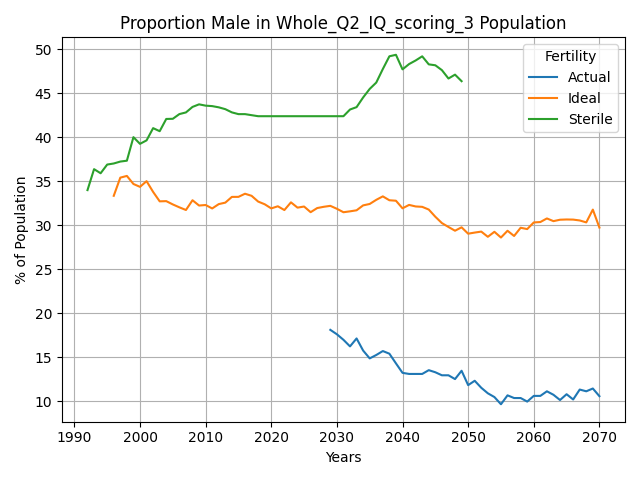 Proportion Male in Whole_Q2_IQ_scoring_3 Population
% of Population
50
45
40
35
30
25
20
15
10
Fertility
Actual
Ideal
Sterile
1990 2000 2010 2020 2030 2040 2050 2060 2070
Years